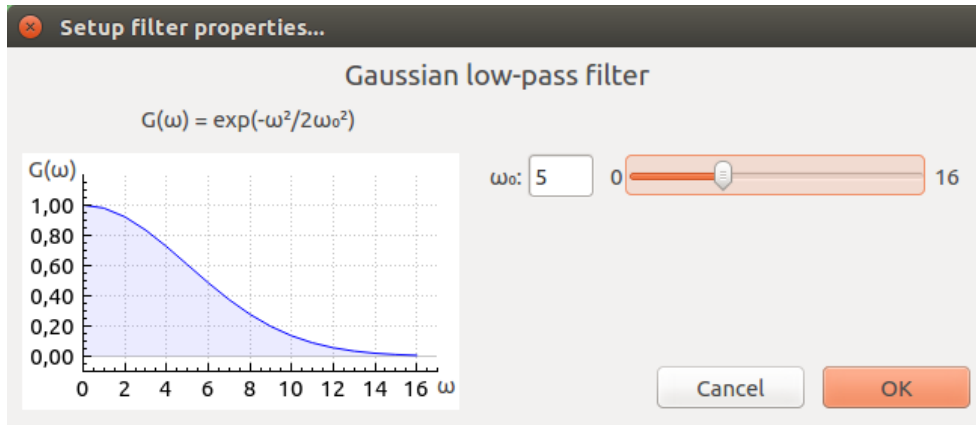 Setup filter properties...
Gaussian low-pass filter
G(ω) = exp(-ω²/2ω₀²)
G(ω)
1,00
0,80
0,60
0,40
0,20
0,00
0 2 4 6 8 10 12 14 16 ω
ω₀: 5 0 16
Cancel OK